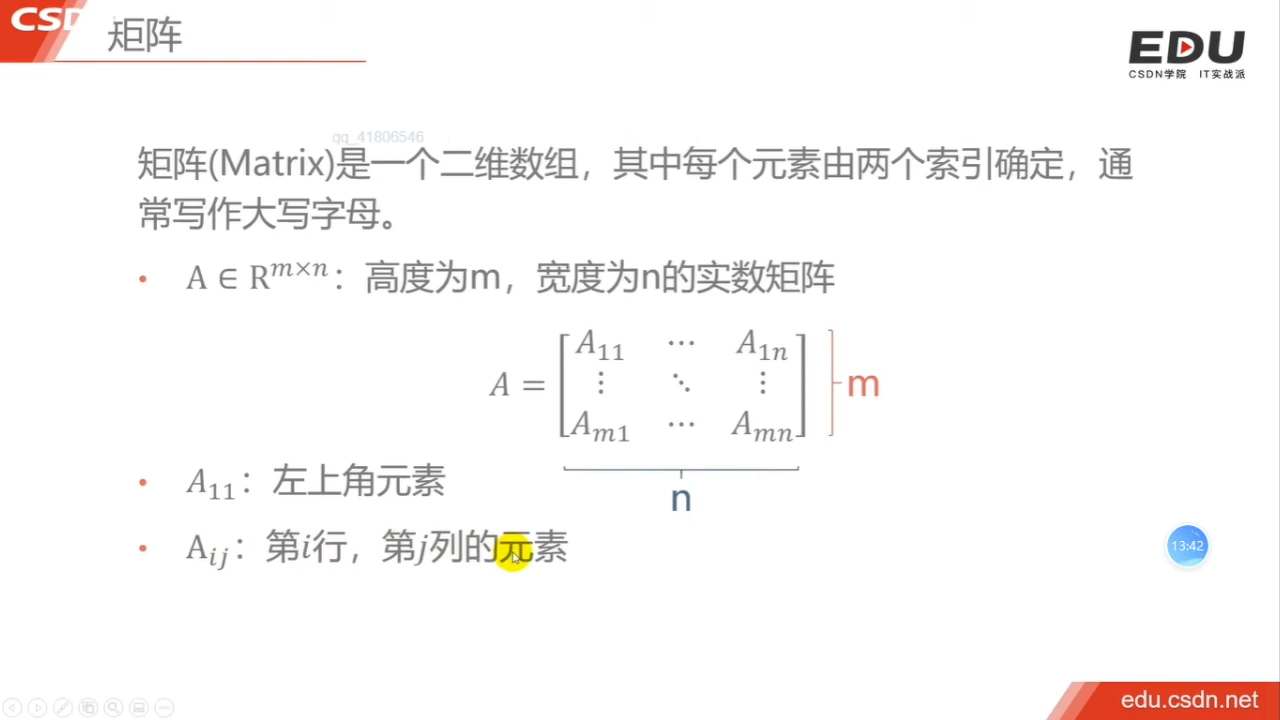 CSD
矩阵
EDU
CSDN学院 IT实战派
qq_41806546
矩阵(Matrix)是一个二维数组，其中每个元素由两个索引确定，通
常写作大写字母。
• A ∈ R^{m×n}：高度为m，宽度为n的实数矩阵
A_{11} ⋯ A_{1n}
A = ⋮ ⋱ ⋮ m
A_{m1} ⋯ A_{mn}
n
• A_{11}：左上角元素
• A_{ij}：第i行，第j列的元素
13:42
edu.csdn.net